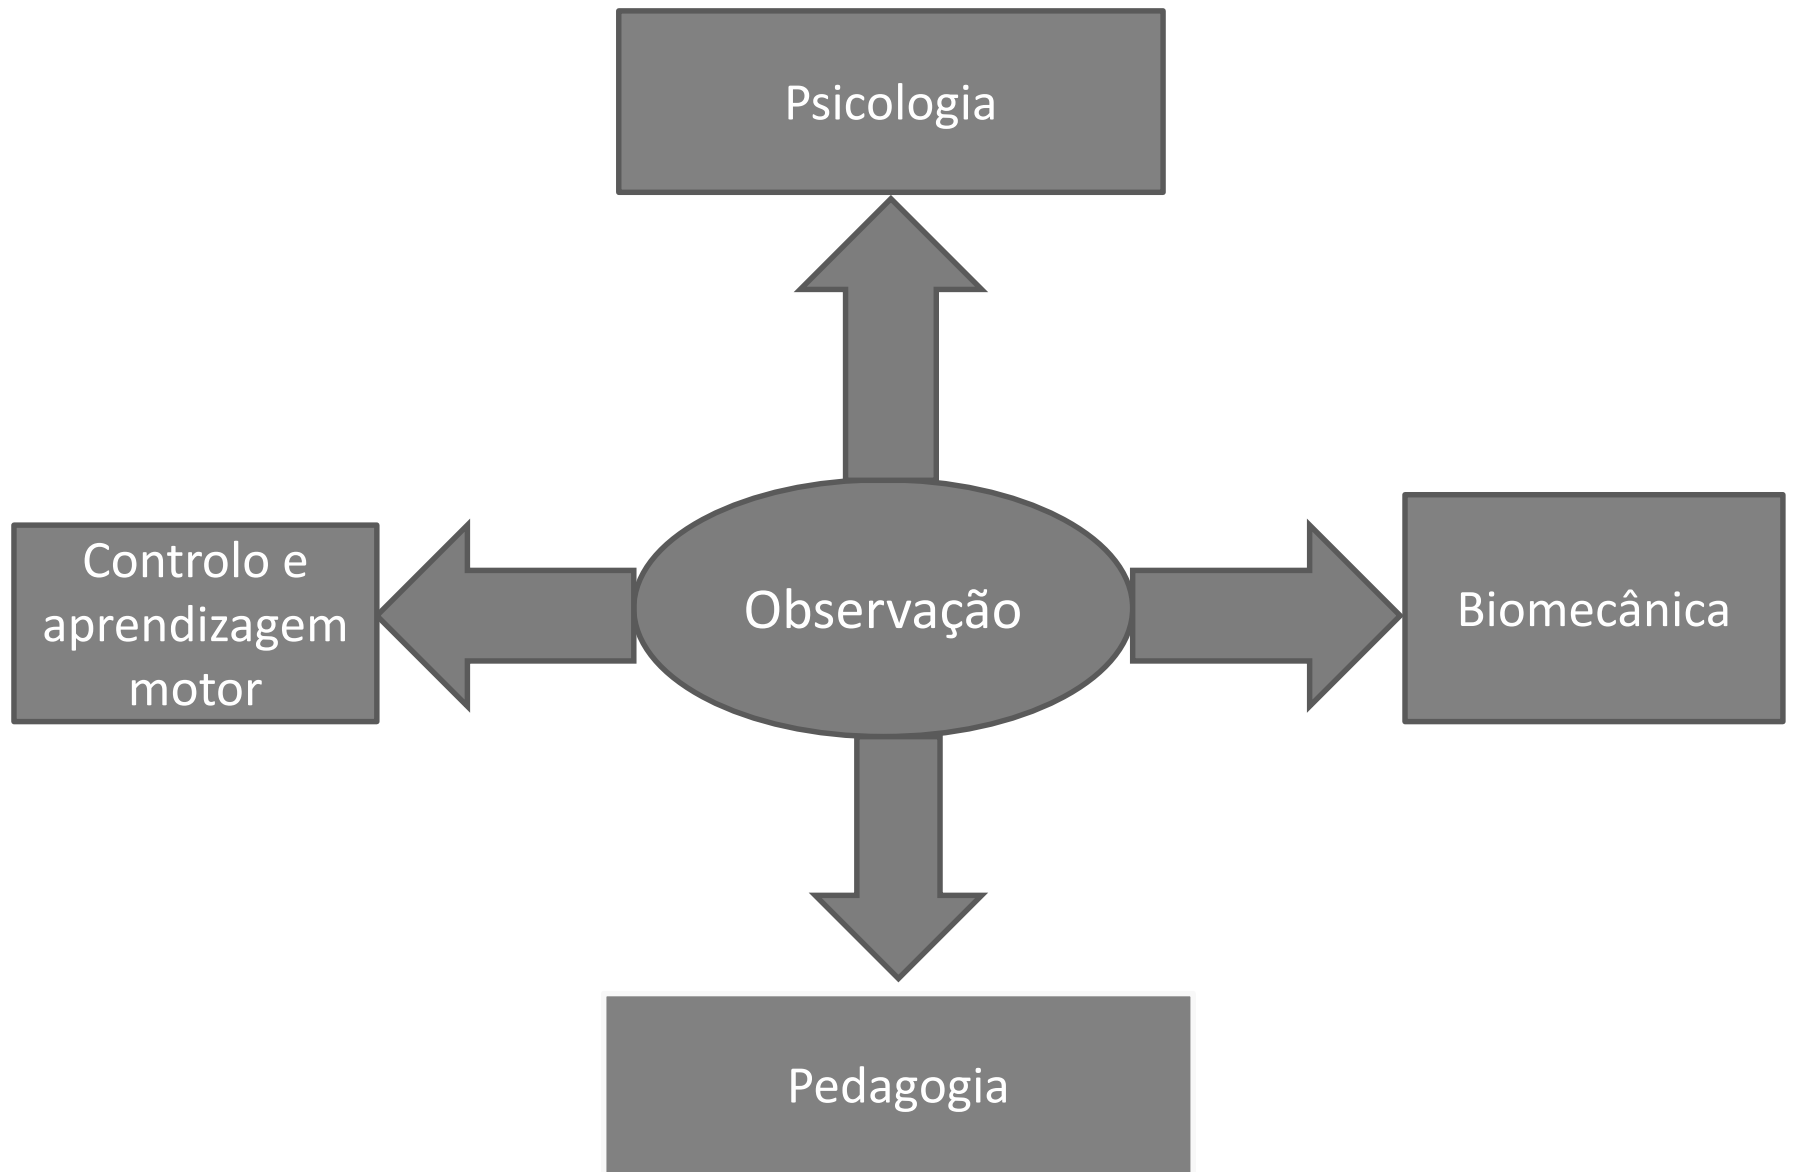 Psicologia
Controlo e
aprendizagem
motor
Observação
Biomecânica
Pedagogia